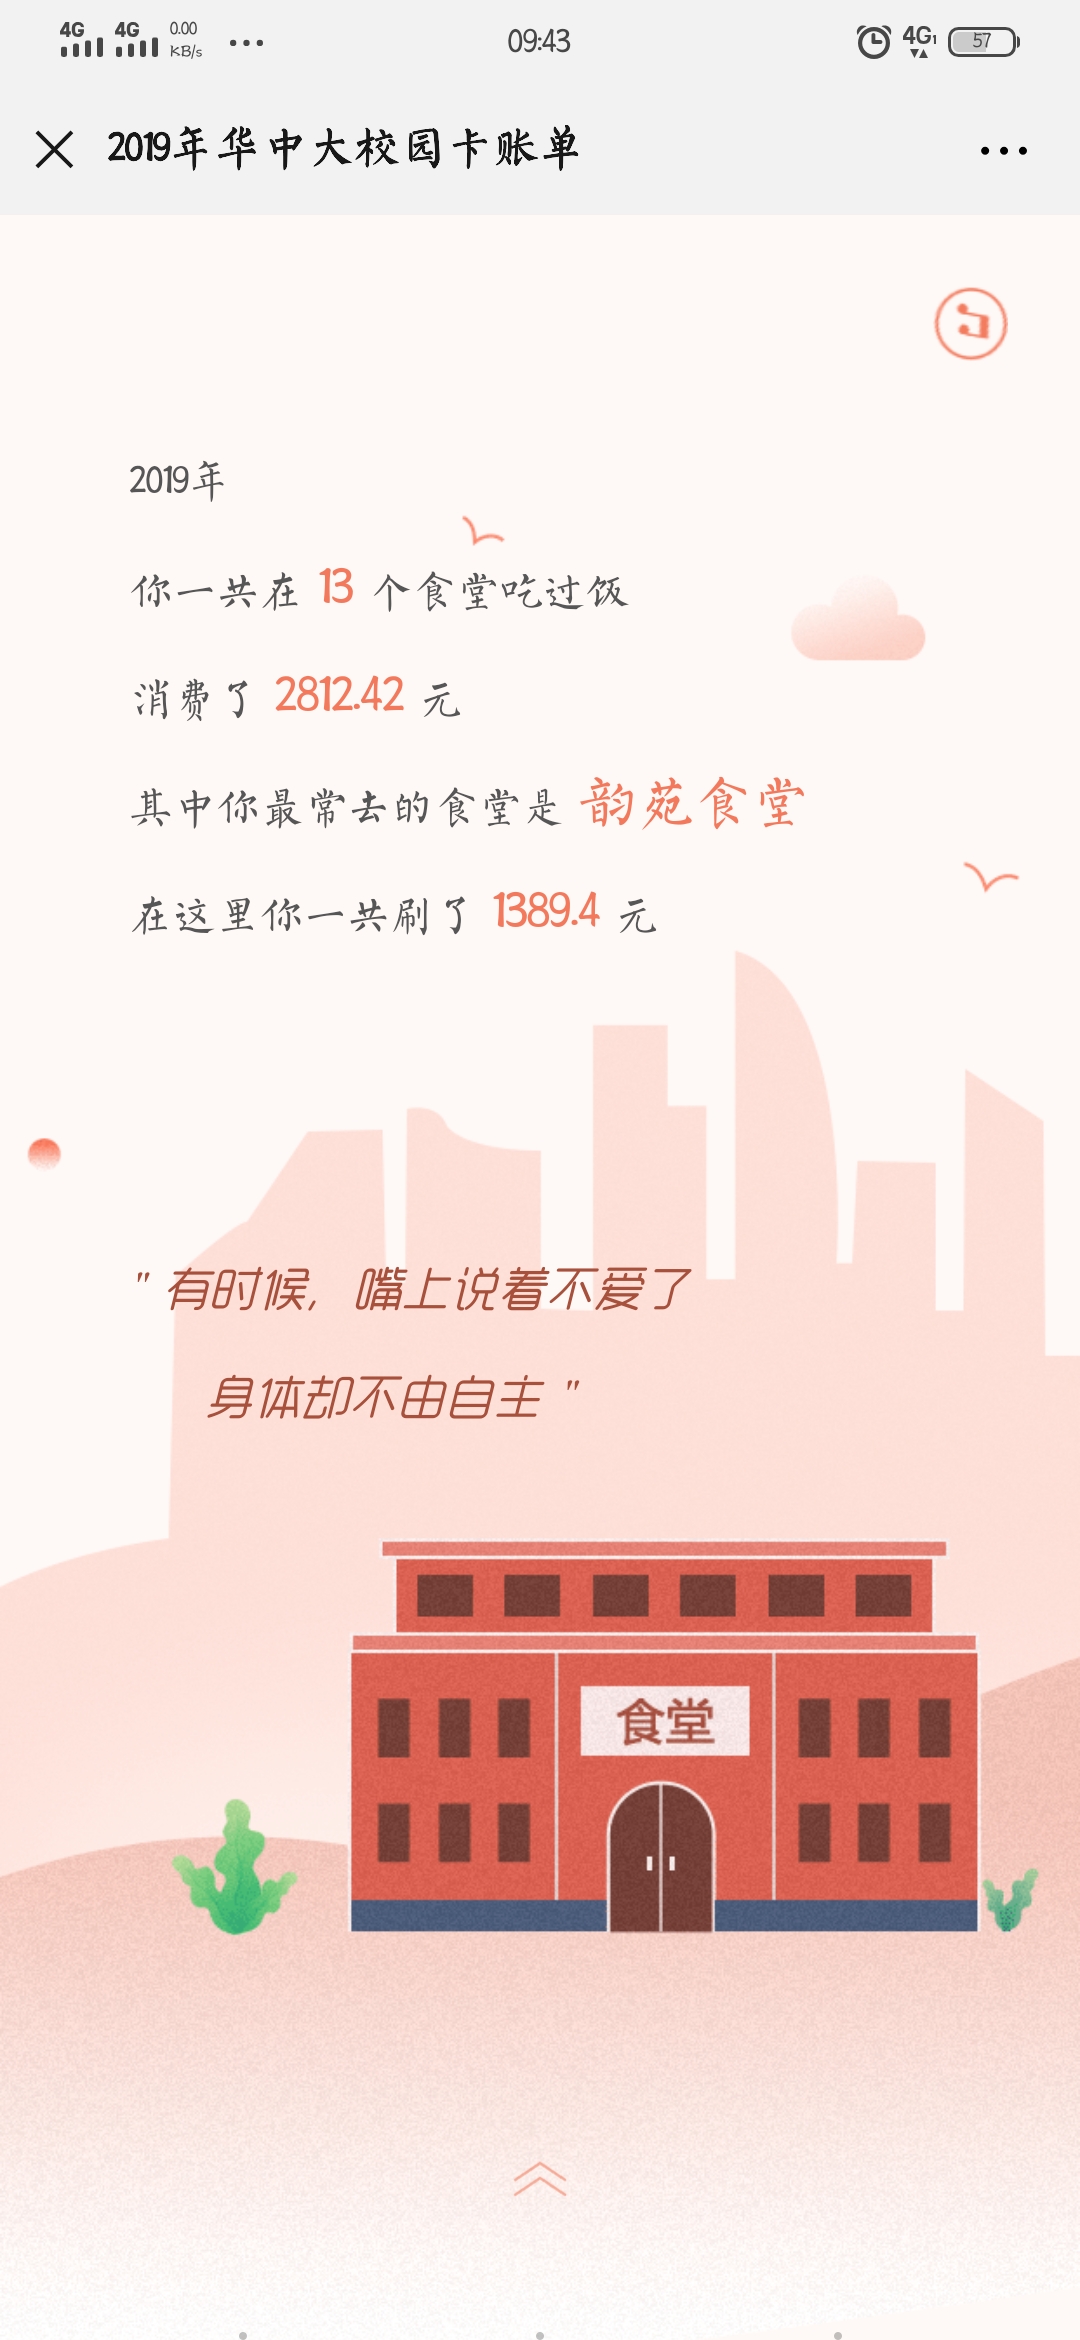 4G 4G 0.00 KB/s ... 09:43 4G1 57
2019年华中大校园卡账单
2019年
你一共在 13 个食堂吃过饭
消费了 2812.42 元
其中你最常去的食堂是 韵苑食堂
在这里你一共刷了 1389.4 元
"有时候，嘴上说着不爱了
身体却不由自主"
食堂